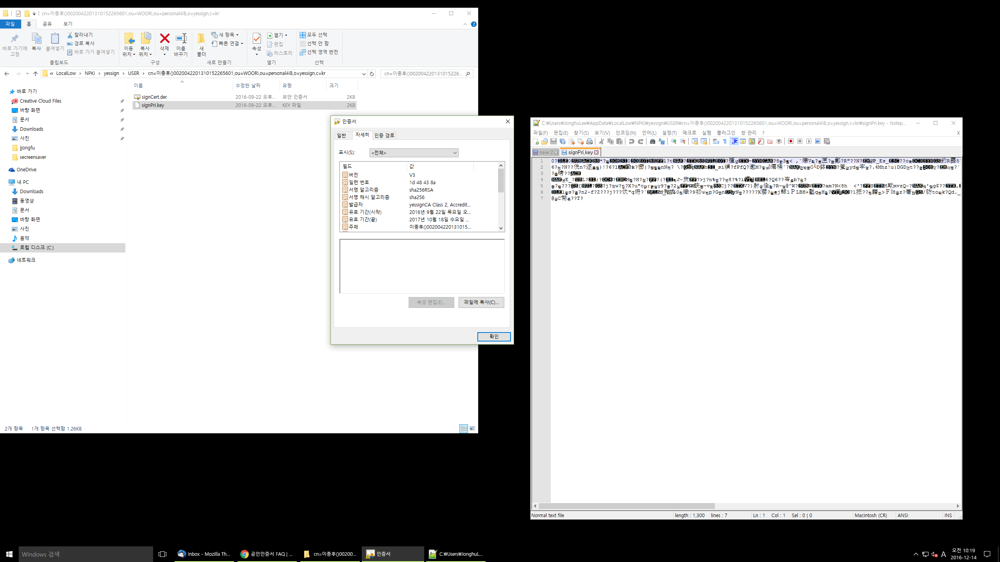 cn=이종후()0020042201310152265601,ou=WOORI,ou=personal4IB,o=yessign,c=kr
파일 홈 공유 보기
바로 가기에 고정
복사
붙여넣기
잘라내기
경로 복사
바로 가기 붙여넣기
클립보드
이동 위치
복사 위치
삭제
이름 바꾸기
구성
새 폴더
새 항목
빠른 연결
새로 만들기
속성
열기
편집
히스토리
열기
모두 선택
선택 안 함
선택 영역 반전
선택
« LocalLow › NPKI › yessign › USER › cn=이종후()0020042201310152265601,ou=WOORI,ou=personal4IB,o=yessign,c=kr
cn=이종후()002004220131015226...
이름 수정한 날짜 유형 크기
signCert.der 2016-09-22 오후... 보안 인증서 2KB
signPri.key 2016-09-22 오후... KEY 파일 2KB
바로 가기
Creative Cloud Files
바탕 화면
문서
Downloads
사진
jjongfu
secreensaver
OneDrive
내 PC
Downloads
동영상
문서
바탕 화면
사진
음악
로컬 디스크 (C:)
네트워크
2개 항목 1개 항목 선택함 1.26KB
인증서
일반 자세히 인증 경로
표시(S): <전체>
필드 값
버전 V3
일련 번호 1d 48 43 8a
서명 알고리즘 sha256RSA
서명 해시 알고리즘 sha256
발급자 yessignCA Class 2, Accredit...
유효 기간(시작) 2016년 9월 22일 목요일 오...
유효 기간(끝) 2017년 10월 18일 수요일 ...
주체 이종후()002004220131015...
속성 편집(E)... 파일에 복사(C)...
확인
C:₩Users₩JonghuLee₩AppData₩LocalLow₩NPKI₩yessign₩USER₩cn=이종후()0020042201310152265601,ou=WOORI,ou=personal4IB,o=yessign,c=kr₩signPri.key - Notep...
파일(F) 편집(E) 찾기(S) 보기(V) 인코딩(N) 언어(L) 설정(T) 매크로 실행 플러그인 창 관리 ? X
new 2 signPri.key
1
2
3
4
5
6
7
Normal text file length : 1,300 lines : 7 Ln : 1 Col : 1 Sel : 0 | 0 Macintosh (CR) ANSI INS
Windows 검색
Inbox - Mozilla Th...
공인인증서 FAQ | ...
cn=이종후()00200...
인증서
C:₩Users₩JonghuL...
A
오전 10:19
2016-12-14